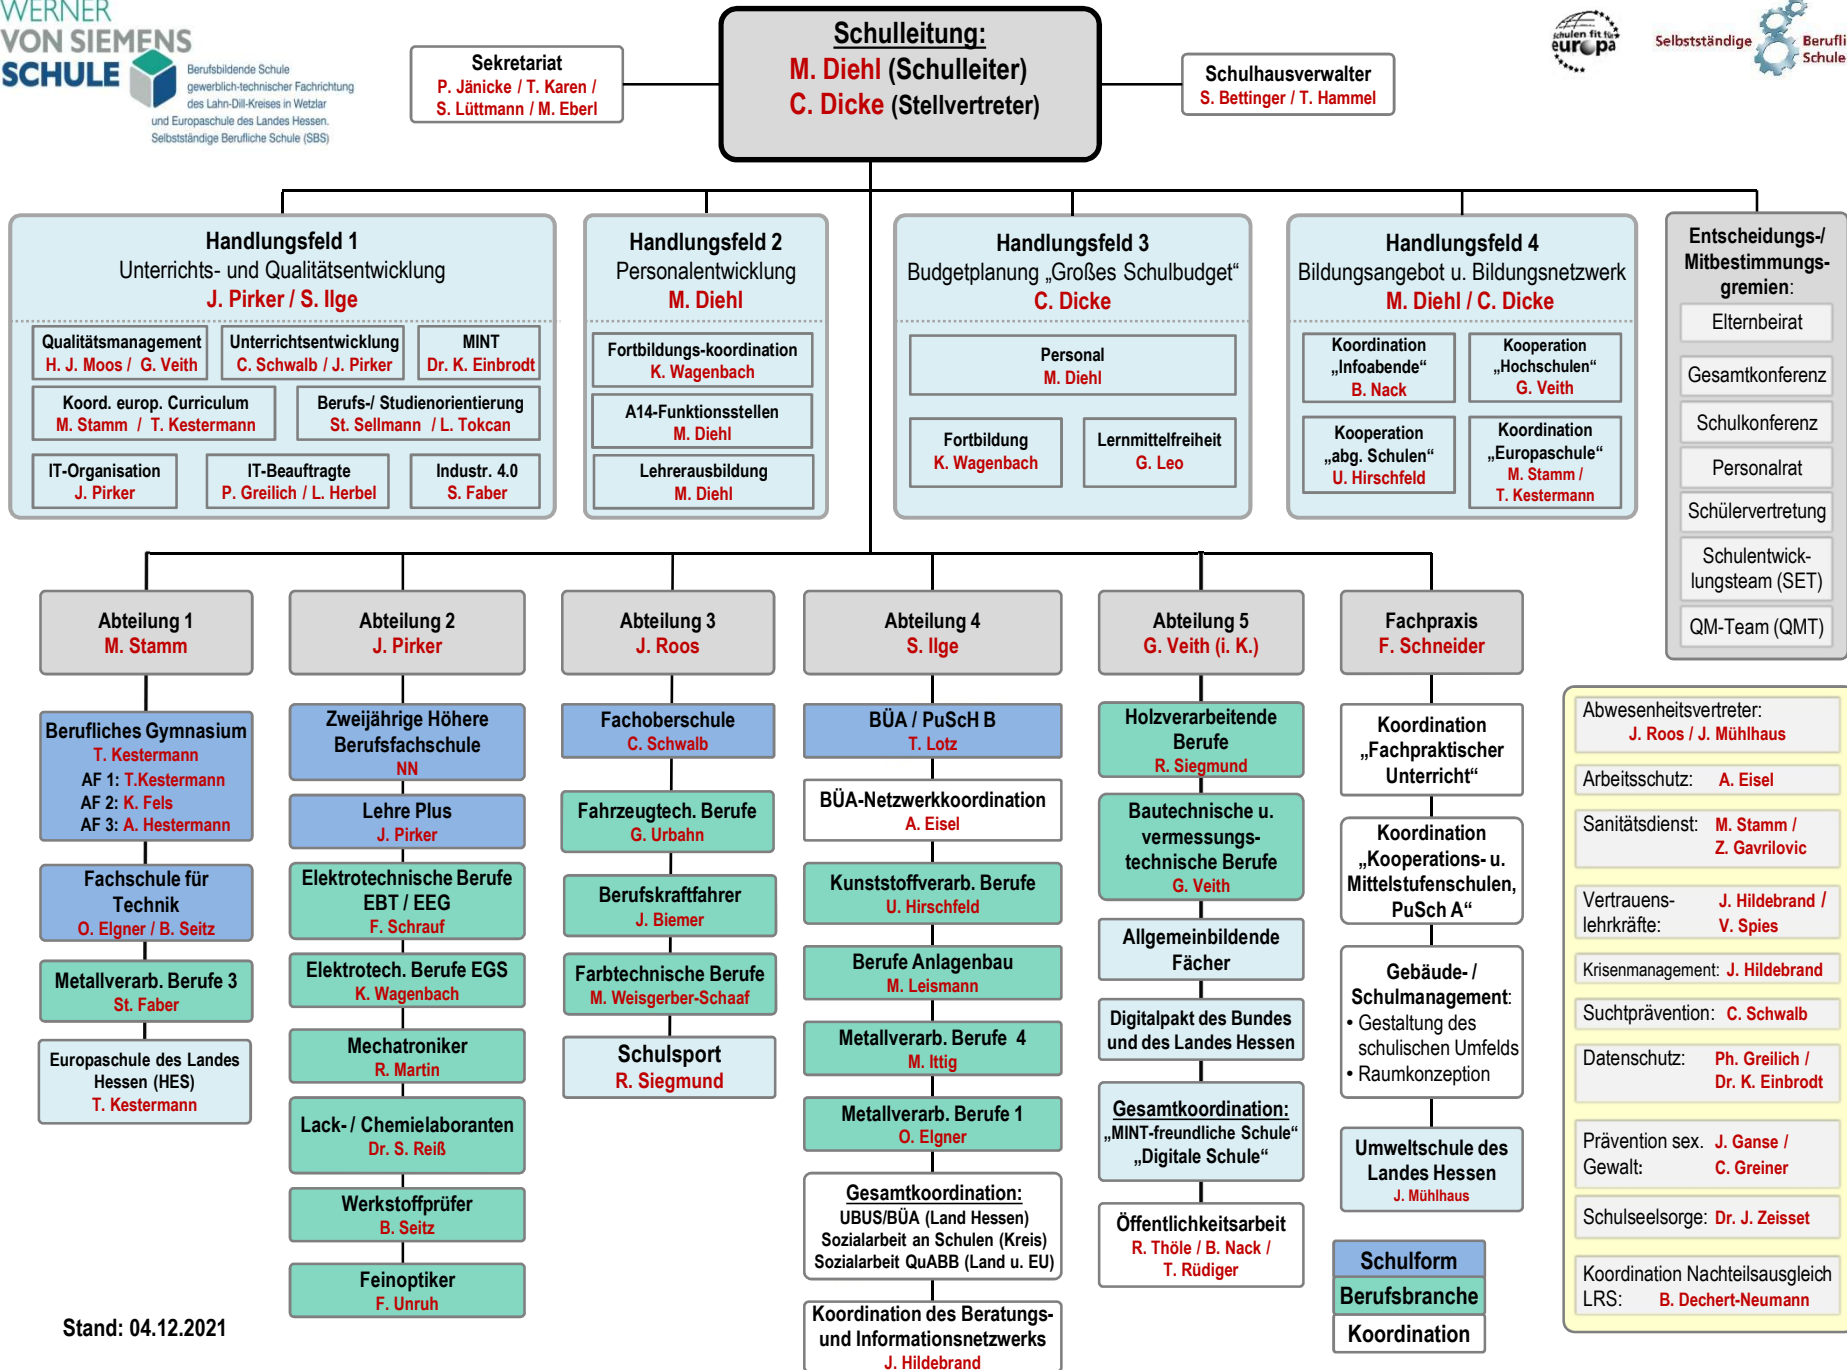 WERNER
VON SIEMENS
SCHULE
Berufsbildende Schule
gewerblich-technischer Fachrichtung
des Lahn-Dill-Kreises in Wetzlar
und Europaschule des Landes Hessen.
Selbstständige Berufliche Schule (SBS)
Sekretariat
P. Jänicke / T. Karen /
S. Lüttmann / M. Eberl
Schulleitung:
M. Diehl (Schulleiter)
C. Dicke (Stellvertreter)
Schulhausverwalter
S. Bettinger / T. Hammel
schulen fit für
europa
Selbstständige
Berufli
Schule
Handlungsfeld 1
Unterrichts- und Qualitätsentwicklung
J. Pirker / S. Ilge
Qualitätsmanagement
H. J. Moos / G. Veith
Unterrichtsentwicklung
C. Schwalb / J. Pirker
MINT
Dr. K. Einbrodt
Koord. europ. Curriculum
M. Stamm / T. Kestermann
Berufs-/ Studienorientierung
St. Sellmann / L. Tokcan
IT-Organisation
J. Pirker
IT-Beauftragte
P. Greilich / L. Herbel
Industr. 4.0
S. Faber
Handlungsfeld 2
Personalentwicklung
M. Diehl
Fortbildungs-koordination
K. Wagenbach
A14-Funktionsstellen
M. Diehl
Lehrerausbildung
M. Diehl
Handlungsfeld 3
Budgetplanung „Großes Schulbudget“
C. Dicke
Personal
M. Diehl
Fortbildung
K. Wagenbach
Lernmittelfreiheit
G. Leo
Handlungsfeld 4
Bildungsangebot u. Bildungsnetzwerk
M. Diehl / C. Dicke
Koordination
„Infoabende“
B. Nack
Kooperation
„Hochschulen“
G. Veith
Kooperation
„abg. Schulen“
U. Hirschfeld
Koordination
„Europaschule“
M. Stamm /
T. Kestermann
Entscheidungs-/
Mitbestimmungs-
gremien:
Elternbeirat
Gesamtkonferenz
Schulkonferenz
Personalrat
Schülervertretung
Schulentwick-
lungsteam (SET)
QM-Team (QMT)
Abteilung 1
M. Stamm
Berufliches Gymnasium
T. Kestermann
AF 1: T.Kestermann
AF 2: K. Fels
AF 3: A. Hestermann
Fachschule für
Technik
O. Elgner / B. Seitz
Metallverarb. Berufe 3
St. Faber
Europaschule des Landes
Hessen (HES)
T. Kestermann
Abteilung 2
J. Pirker
Zweijährige Höhere
Berufsfachschule
NN
Lehre Plus
J. Pirker
Elektrotechnische Berufe
EBT / EEG
F. Schrauf
Elektrotech. Berufe EGS
K. Wagenbach
Mechatroniker
R. Martin
Lack- / Chemielaboranten
Dr. S. Reiß
Werkstoffprüfer
B. Seitz
Feinoptiker
F. Unruh
Abteilung 3
J. Roos
Fachoberschule
C. Schwalb
Fahrzeugtech. Berufe
G. Urbahn
Berufskraftfahrer
J. Biemer
Farbtechnische Berufe
M. Weisgerber-Schaaf
Schulsport
R. Siegmund
Abteilung 4
S. Ilge
BÜA / PuScH B
T. Lotz
BÜA-Netzwerkkoordination
A. Eisel
Kunststoffverarb. Berufe
U. Hirschfeld
Berufe Anlagenbau
M. Leismann
Metallverarb. Berufe 4
M. Ittig
Metallverarb. Berufe 1
O. Elgner
Gesamtkoordination:
UBUS/BÜA (Land Hessen)
Sozialarbeit an Schulen (Kreis)
Sozialarbeit QuABB (Land u. EU)
Koordination des Beratungs-
und Informationsnetzwerks
J. Hildebrand
Abteilung 5
G. Veith (i. K.)
Holzverarbeitende
Berufe
R. Siegmund
Bautechnische u.
vermessungs-
technische Berufe
G. Veith
Allgemeinbildende
Fächer
Digitalpakt des Bundes
und des Landes Hessen
Gesamtkoordination:
„MINT-freundliche Schule“
„Digitale Schule“
Öffentlichkeitsarbeit
R. Thöle / B. Nack /
T. Rüdiger
Fachpraxis
F. Schneider
Koordination
„Fachpraktischer
Unterricht“
Koordination
„Kooperations- u.
Mittelstufenschulen,
PuSch A“
Gebäude- /
Schulmanagement:
• Gestaltung des
schulischen Umfelds
• Raumkonzeption
Umweltschule des
Landes Hessen
J. Mühlhaus
Schulform
Berufsbranche
Koordination
Abwesenheitsvertreter:
J. Roos / J. Mühlhaus
Arbeitsschutz: A. Eisel
Sanitätsdienst: M. Stamm /
Z. Gavrilovic
Vertrauens- J. Hildebrand /
lehrkräfte: V. Spies
Krisenmanagement: J. Hildebrand
Suchtprävention: C. Schwalb
Datenschutz: Ph. Greilich /
Dr. K. Einbrodt
Prävention sex. J. Ganse /
Gewalt: C. Greiner
Schulseelsorge: Dr. J. Zeisset
Koordination Nachteilsausgleich
LRS: B. Dechert-Neumann
Stand: 04.12.2021